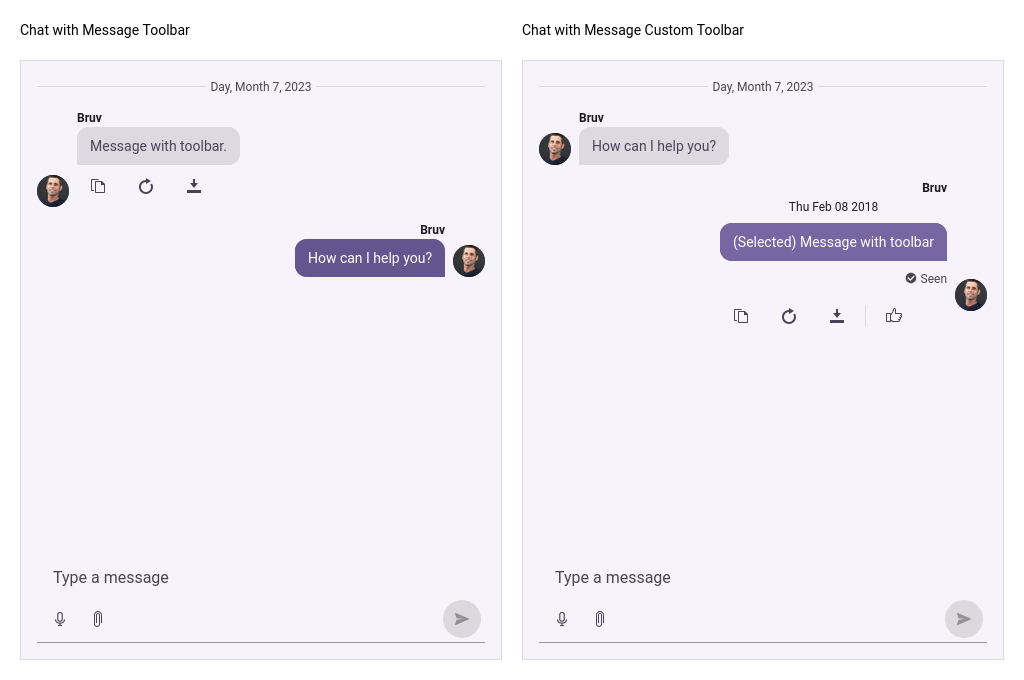 Chat with Message Toolbar
Day, Month 7, 2023
Bruv
Message with toolbar.
Bruv
How can I help you?
Type a message
Chat with Message Custom Toolbar
Day, Month 7, 2023
Bruv
How can I help you?
Bruv
Thu Feb 08 2018
(Selected) Message with toolbar
Seen
Type a message